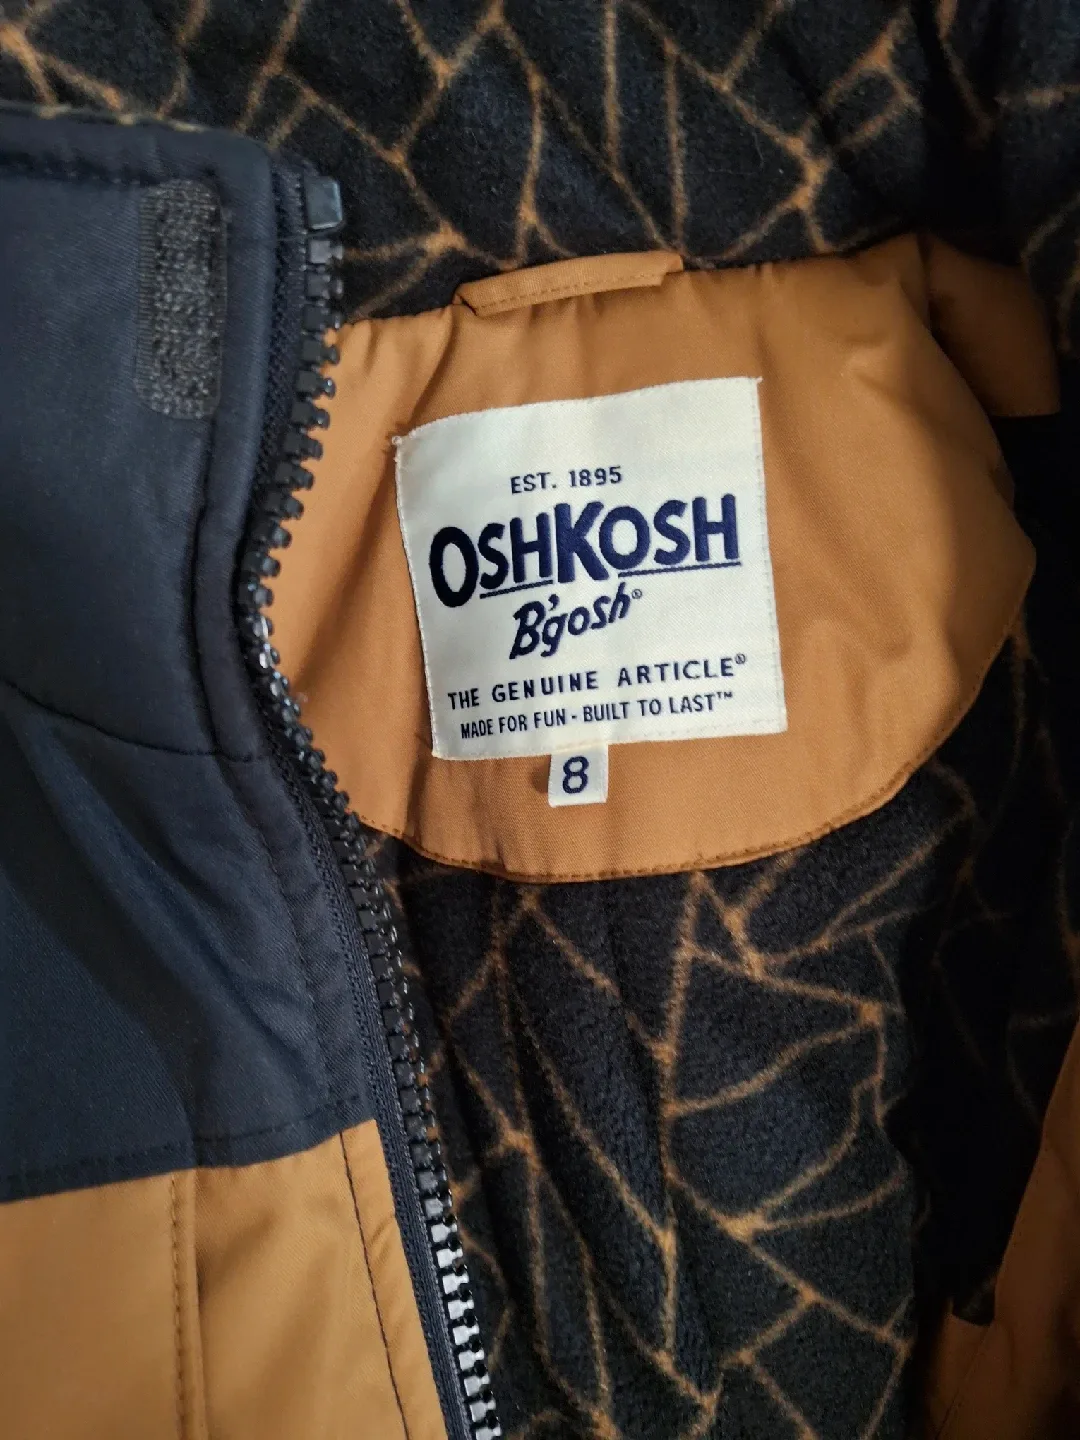 EST. 1895
OSHKOSH
B'gosh®
THE GENUINE ARTICLE®
MADE FOR FUN - BUILT TO LAST™
8